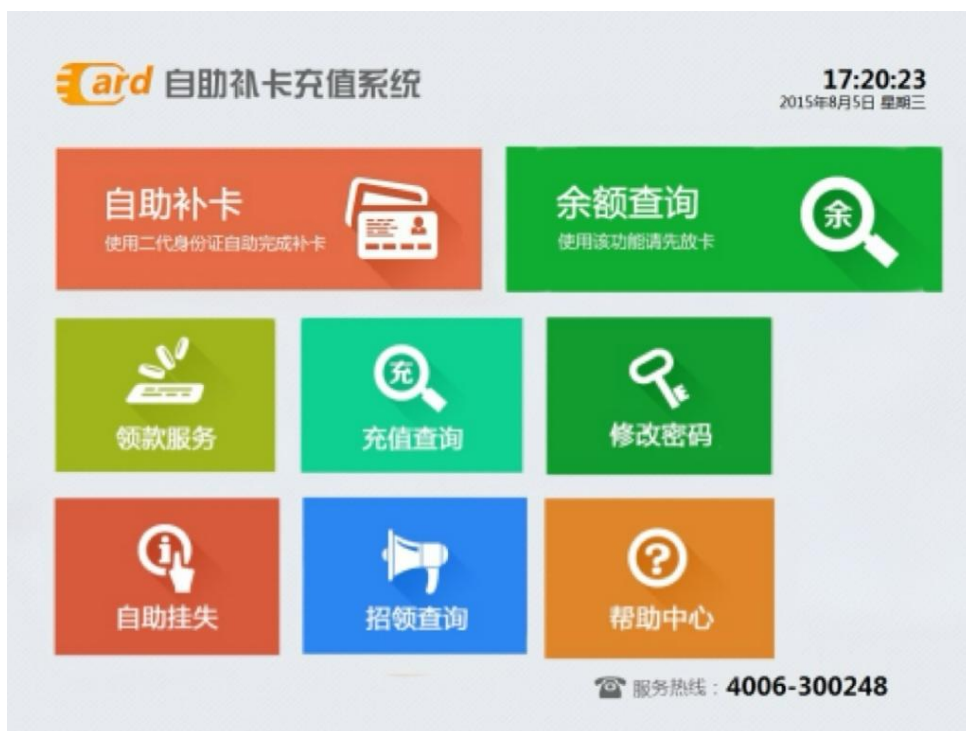 Card 自助补卡充值系统
17:20:23
2015年8月5日 星期三
自助补卡
使用二代身份证自助完成补卡
余额查询
使用该功能请先放卡
余
领款服务
充
充值查询
修改密码
自助挂失
招领查询
帮助中心
服务热线：4006-300248